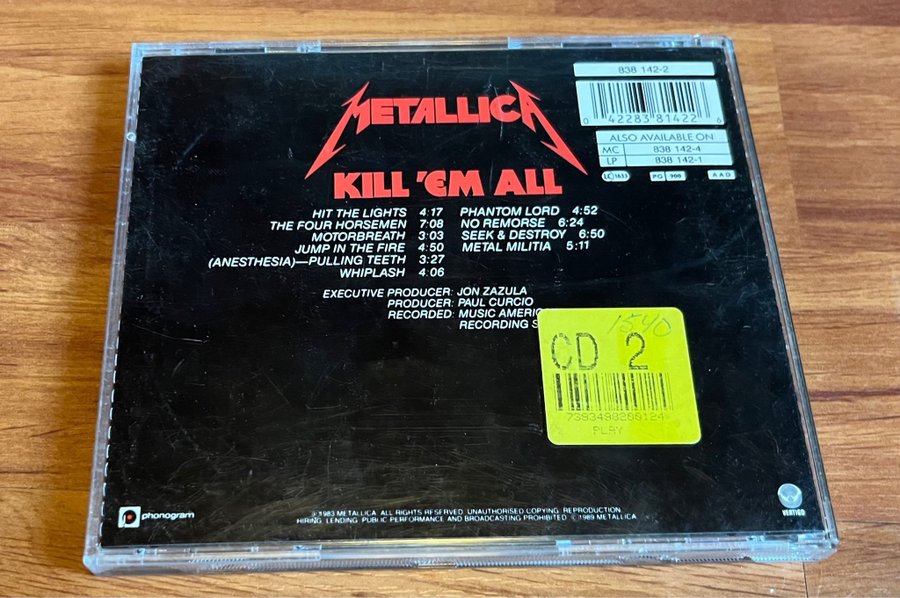 METALLICA
KILL 'EM ALL
838 142-2
0 42283 81422 6
ALSO AVAILABLE ON
MC 838 142-4
LP 838 142-1
LC 1633 PG 900 AAD
HIT THE LIGHTS 4:17
THE FOUR HORSEMEN 7:08
MOTORBREATH 3:03
JUMP IN THE FIRE 4:50
(ANESTHESIA)—PULLING TEETH 3:27
WHIPLASH 4:06
PHANTOM LORD 4:52
NO REMORSE 6:24
SEEK & DESTROY 6:50
METAL MILITIA 5:11
EXECUTIVE PRODUCER: JON ZAZULA
PRODUCER: PAUL CURCIO
RECORDED: MUSIC AMERIC
RECORDING S
1540
CD 2
7393498200124
PLAY
phonogram
℗ 1983 METALLICA. ALL RIGHTS RESERVED. UNAUTHORISED COPYING, REPRODUCTION,
HIRING, LENDING, PUBLIC PERFORMANCE AND BROADCASTING PROHIBITED. © 1989 METALLICA
VERTIGO